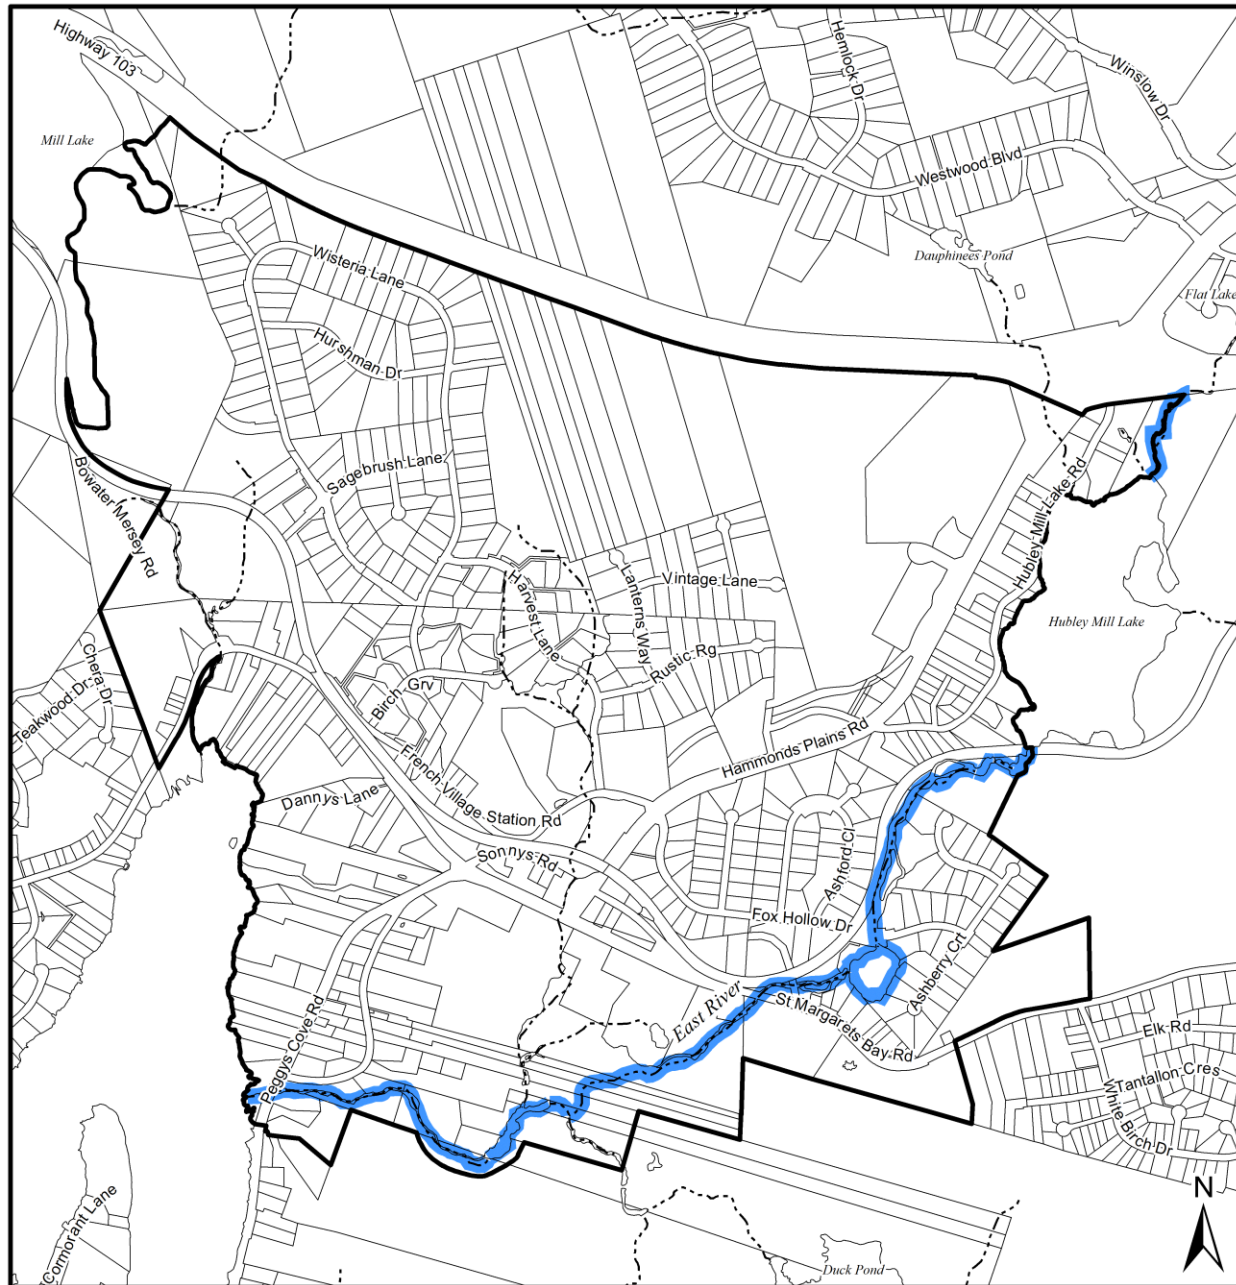 Highway 103
Hemlock Dr
Winslow Dr
Mill Lake
Westwood Blvd
Dauphinees Pond
Wisteria Lane
Flat Lake
Hurshman Dr
Sagebrush Lane
Bowater Mersey Rd
Hubley Mill Lake Rd
Harvest Lane
Lanterns Way
Vintage Lane
Hubley Mill Lake
Chera Dr
Teakwood Dr
Birch Grv
Rustic Rg
Hammonds Plains Rd
French Village Station Rd
Dannys Lane
Sonnys Rd
Ashford Cl
Fox Hollow Dr
Ashberry Crt
East River
St Margarets Bay Rd
Peggys Cove Rd
Elk Rd
Tantallon Cres
White Birch Dr
Cormorant Lane
Duck Pond
N